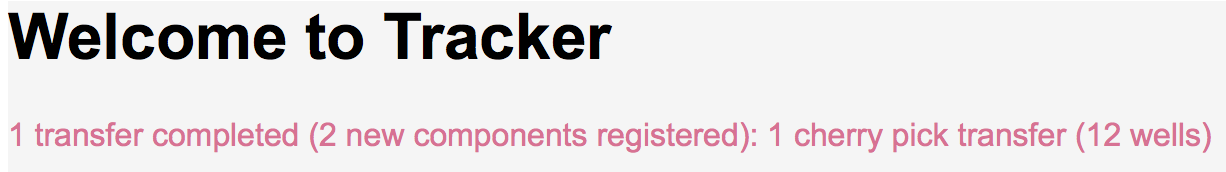 Welcome to Tracker
1 transfer completed (2 new components registered): 1 cherry pick transfer (12 wells)